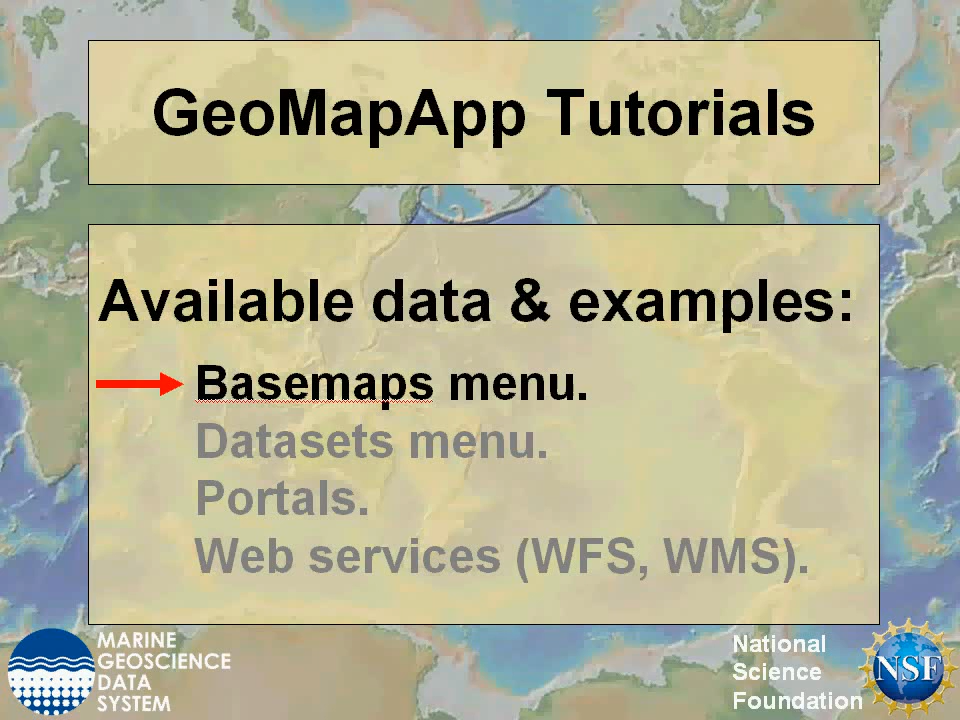 GeoMapApp Tutorials
Available data & examples:
Basemaps menu.
Datasets menu.
Portals.
Web services (WFS, WMS).
MARINE
GEOSCIENCE
DATA
SYSTEM
National
Science
Foundation
NSF